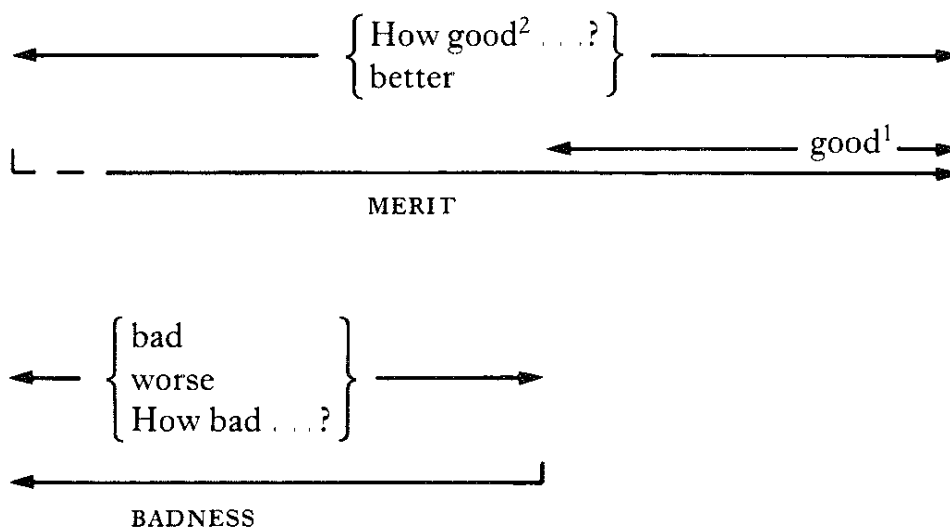 How good² . . .?
better
good¹
MERIT
bad
worse
How bad . . .?
BADNESS